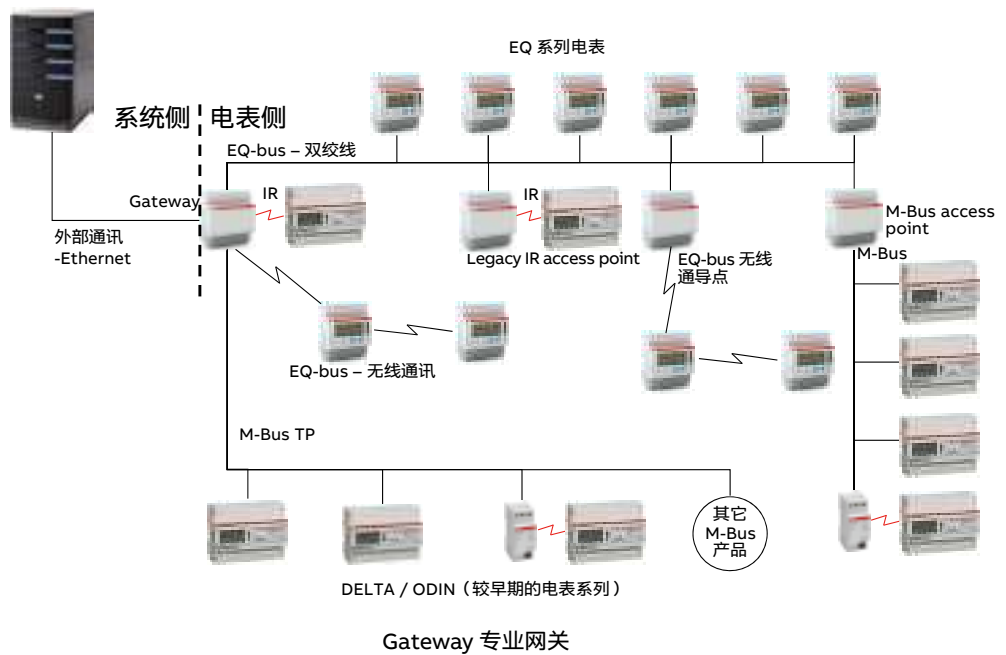 EQ 系列电表
系统侧
电表侧
EQ-bus – 双绞线
Gateway
IR
IR
外部通讯
-Ethernet
Legacy IR access point
EQ-bus 无线
通导点
M-Bus access
point
M-Bus
EQ-bus – 无线通讯
M-Bus TP
其它
M-Bus
产品
DELTA / ODIN（较早期的电表系列）
Gateway 专业网关